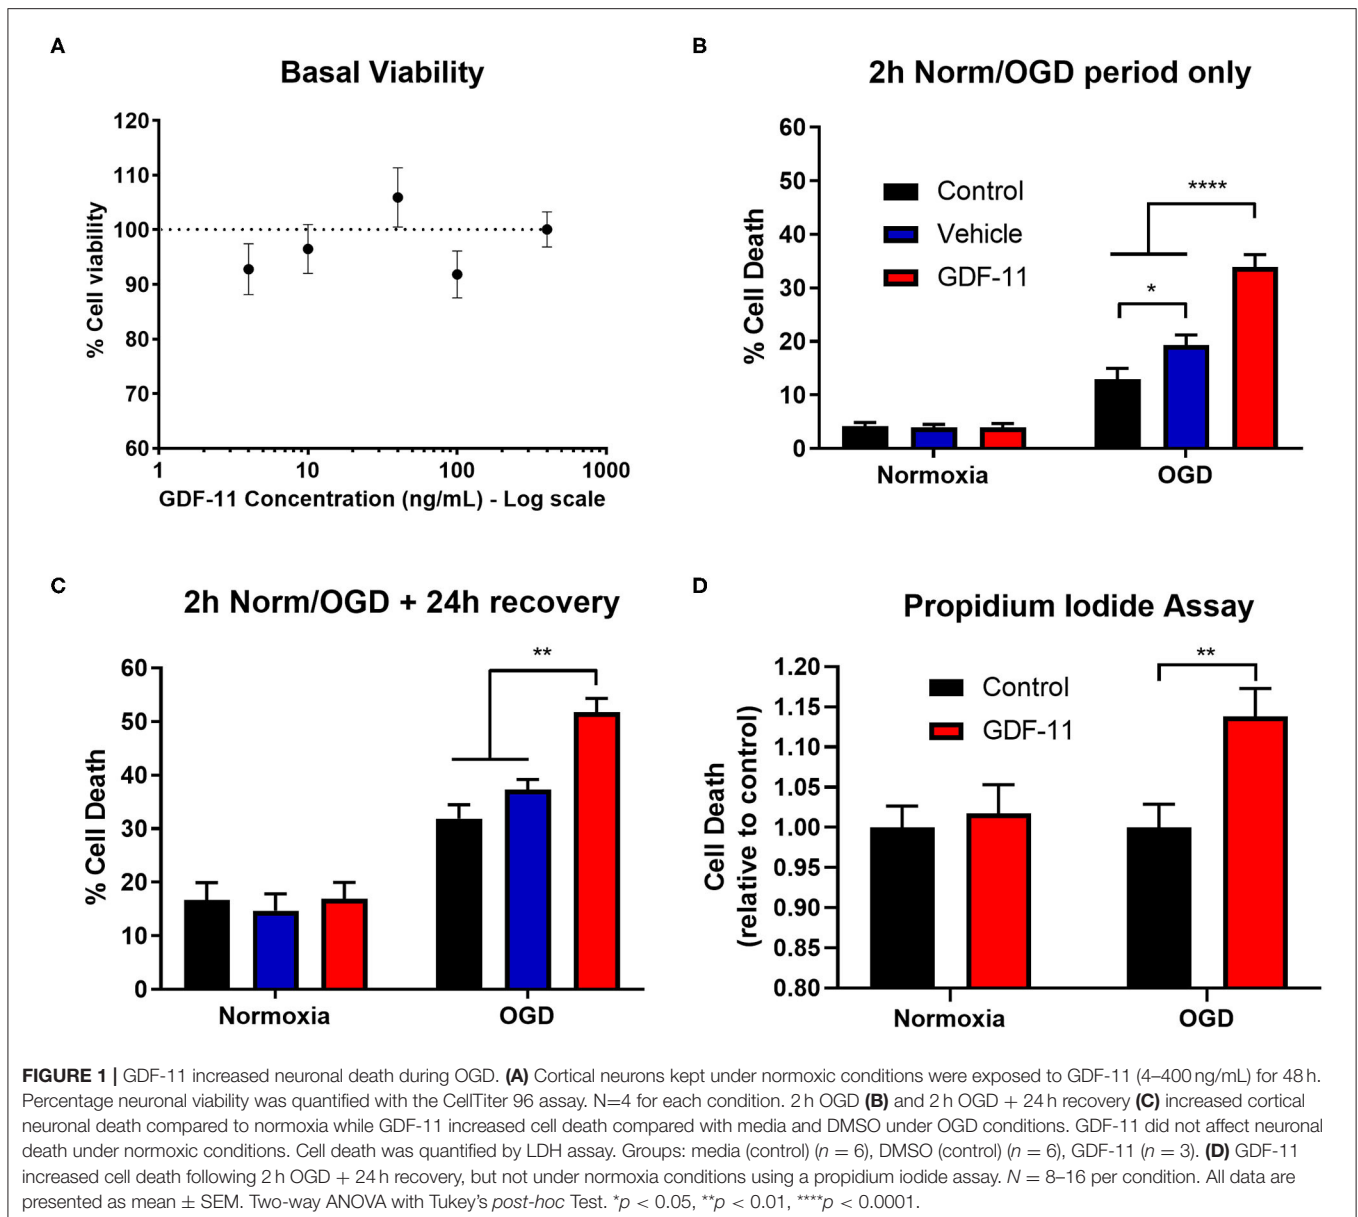 A
Basal Viability
120
110
100
90
80
70
60
% Cell viability
1
10
100
1000
GDF-11 Concentration (ng/mL) - Log scale
B
2h Norm/OGD period only
60
50
40
30
20
10
0
% Cell Death
Control
Vehicle
GDF-11
****
*
Normoxia
OGD
C
2h Norm/OGD + 24h recovery
60
50
40
30
20
10
0
% Cell Death
**
Normoxia
OGD
D
Propidium Iodide Assay
1.20
1.15
1.10
1.05
1.00
0.95
0.90
0.85
0.80
Cell Death
(relative to control)
Control
GDF-11
**
Normoxia
OGD
FIGURE 1 | GDF-11 increased neuronal death during OGD. (A) Cortical neurons kept under normoxic conditions were exposed to GDF-11 (4–400 ng/mL) for 48 h.
Percentage neuronal viability was quantified with the CellTiter 96 assay. N=4 for each condition. 2 h OGD (B) and 2 h OGD + 24 h recovery (C) increased cortical
neuronal death compared to normoxia while GDF-11 increased cell death compared with media and DMSO under OGD conditions. GDF-11 did not affect neuronal
death under normoxic conditions. Cell death was quantified by LDH assay. Groups: media (control) (n = 6), DMSO (control) (n = 6), GDF-11 (n = 3). (D) GDF-11
increased cell death following 2 h OGD + 24 h recovery, but not under normoxia conditions using a propidium iodide assay. N = 8–16 per condition. All data are
presented as mean ± SEM. Two-way ANOVA with Tukey's post-hoc Test. *p < 0.05, **p < 0.01, ****p < 0.0001.